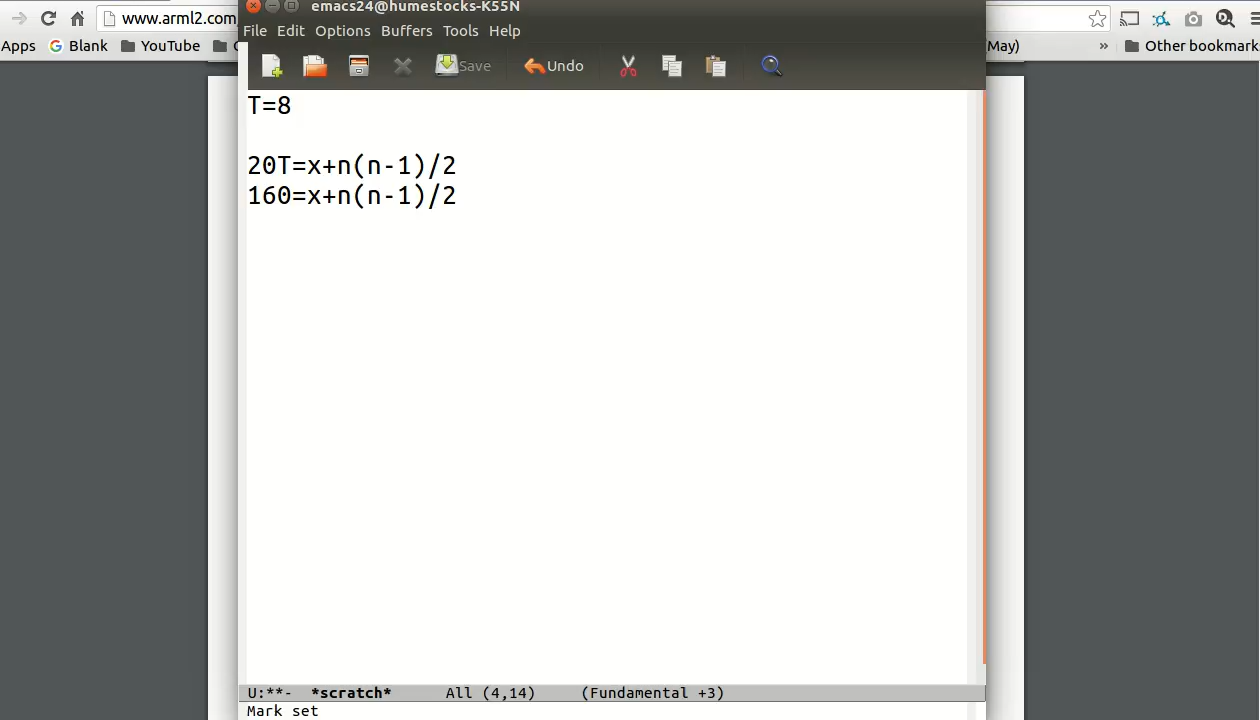 emacs24@humestocks-K55N
www.arml2.com
File Edit Options Buffers Tools Help
Apps Blank YouTube May) » Other bookmark
Save Undo
T=8
20T=x+n(n-1)/2
160=x+n(n-1)/2
U:**- *scratch* All (4,14) (Fundamental +3)
Mark set